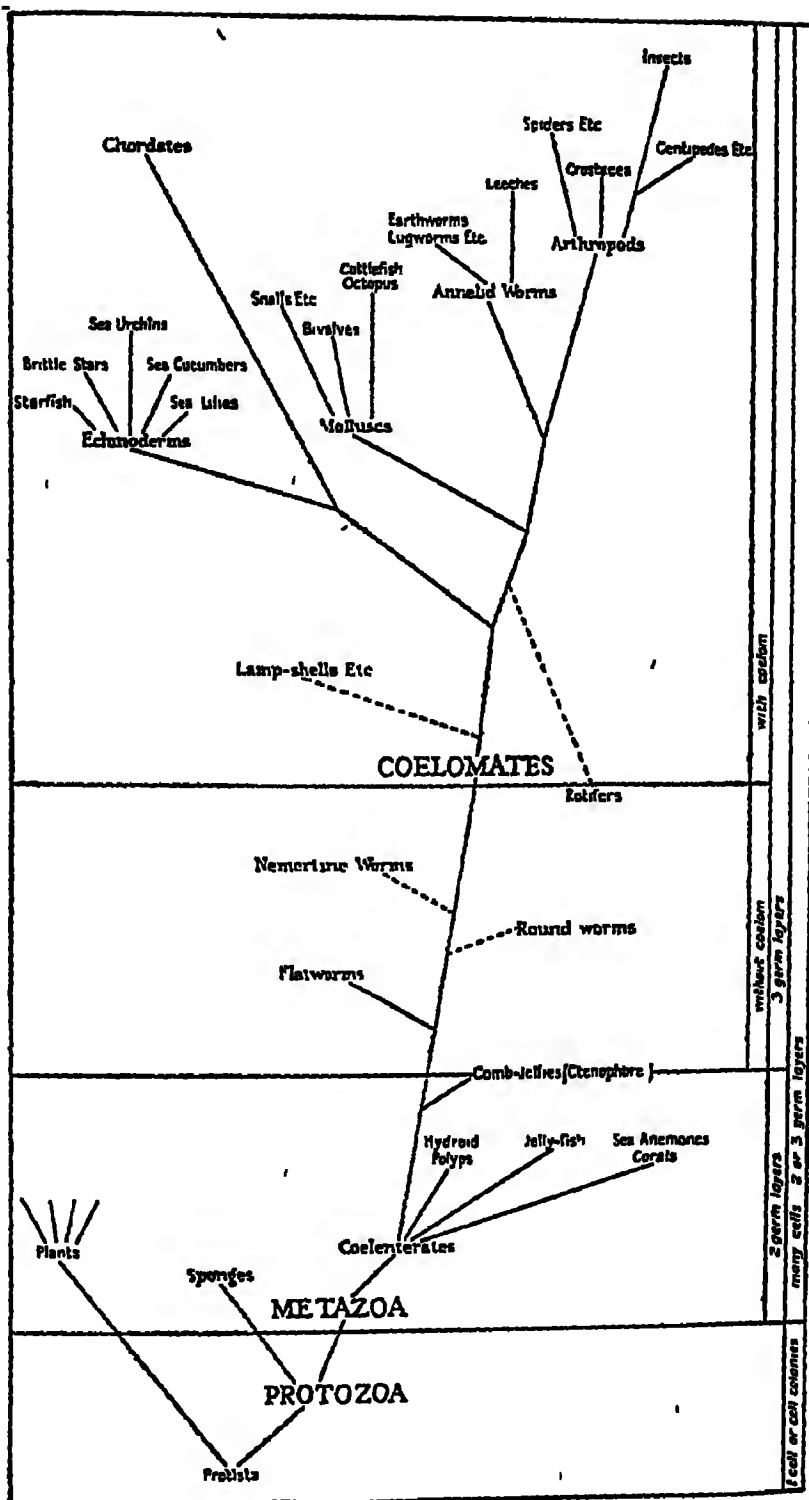 Insects
Spiders Etc
Chordates
Crustacea
Centipedes Etc.
Leeches
Earthworms
Lugworms Etc.
Arthropods
Cuttlefish
Octopus
Annelid Worms
Snails Etc
Bivalves
Sea Urchins
Brittle Stars
Sea Cucumbers
Starfish
Sea Lilies
Molluscs
Echinoderms
Lamp-shells Etc
with coelom
COELOMATES
Rotifers
Nemertine Worms
Round worms
Flatworms
without coelom
3 germ layers
Comb-Jellies (Ctenophore)
Hydroid
Polyps
Jelly-fish
Sea Anemones
Corals
2 germ layers
many cells 2 or 3 germ layers
Plants
Coelenterates
Sponges
METAZOA
PROTOZOA
Protista
1 cell or cell colonies